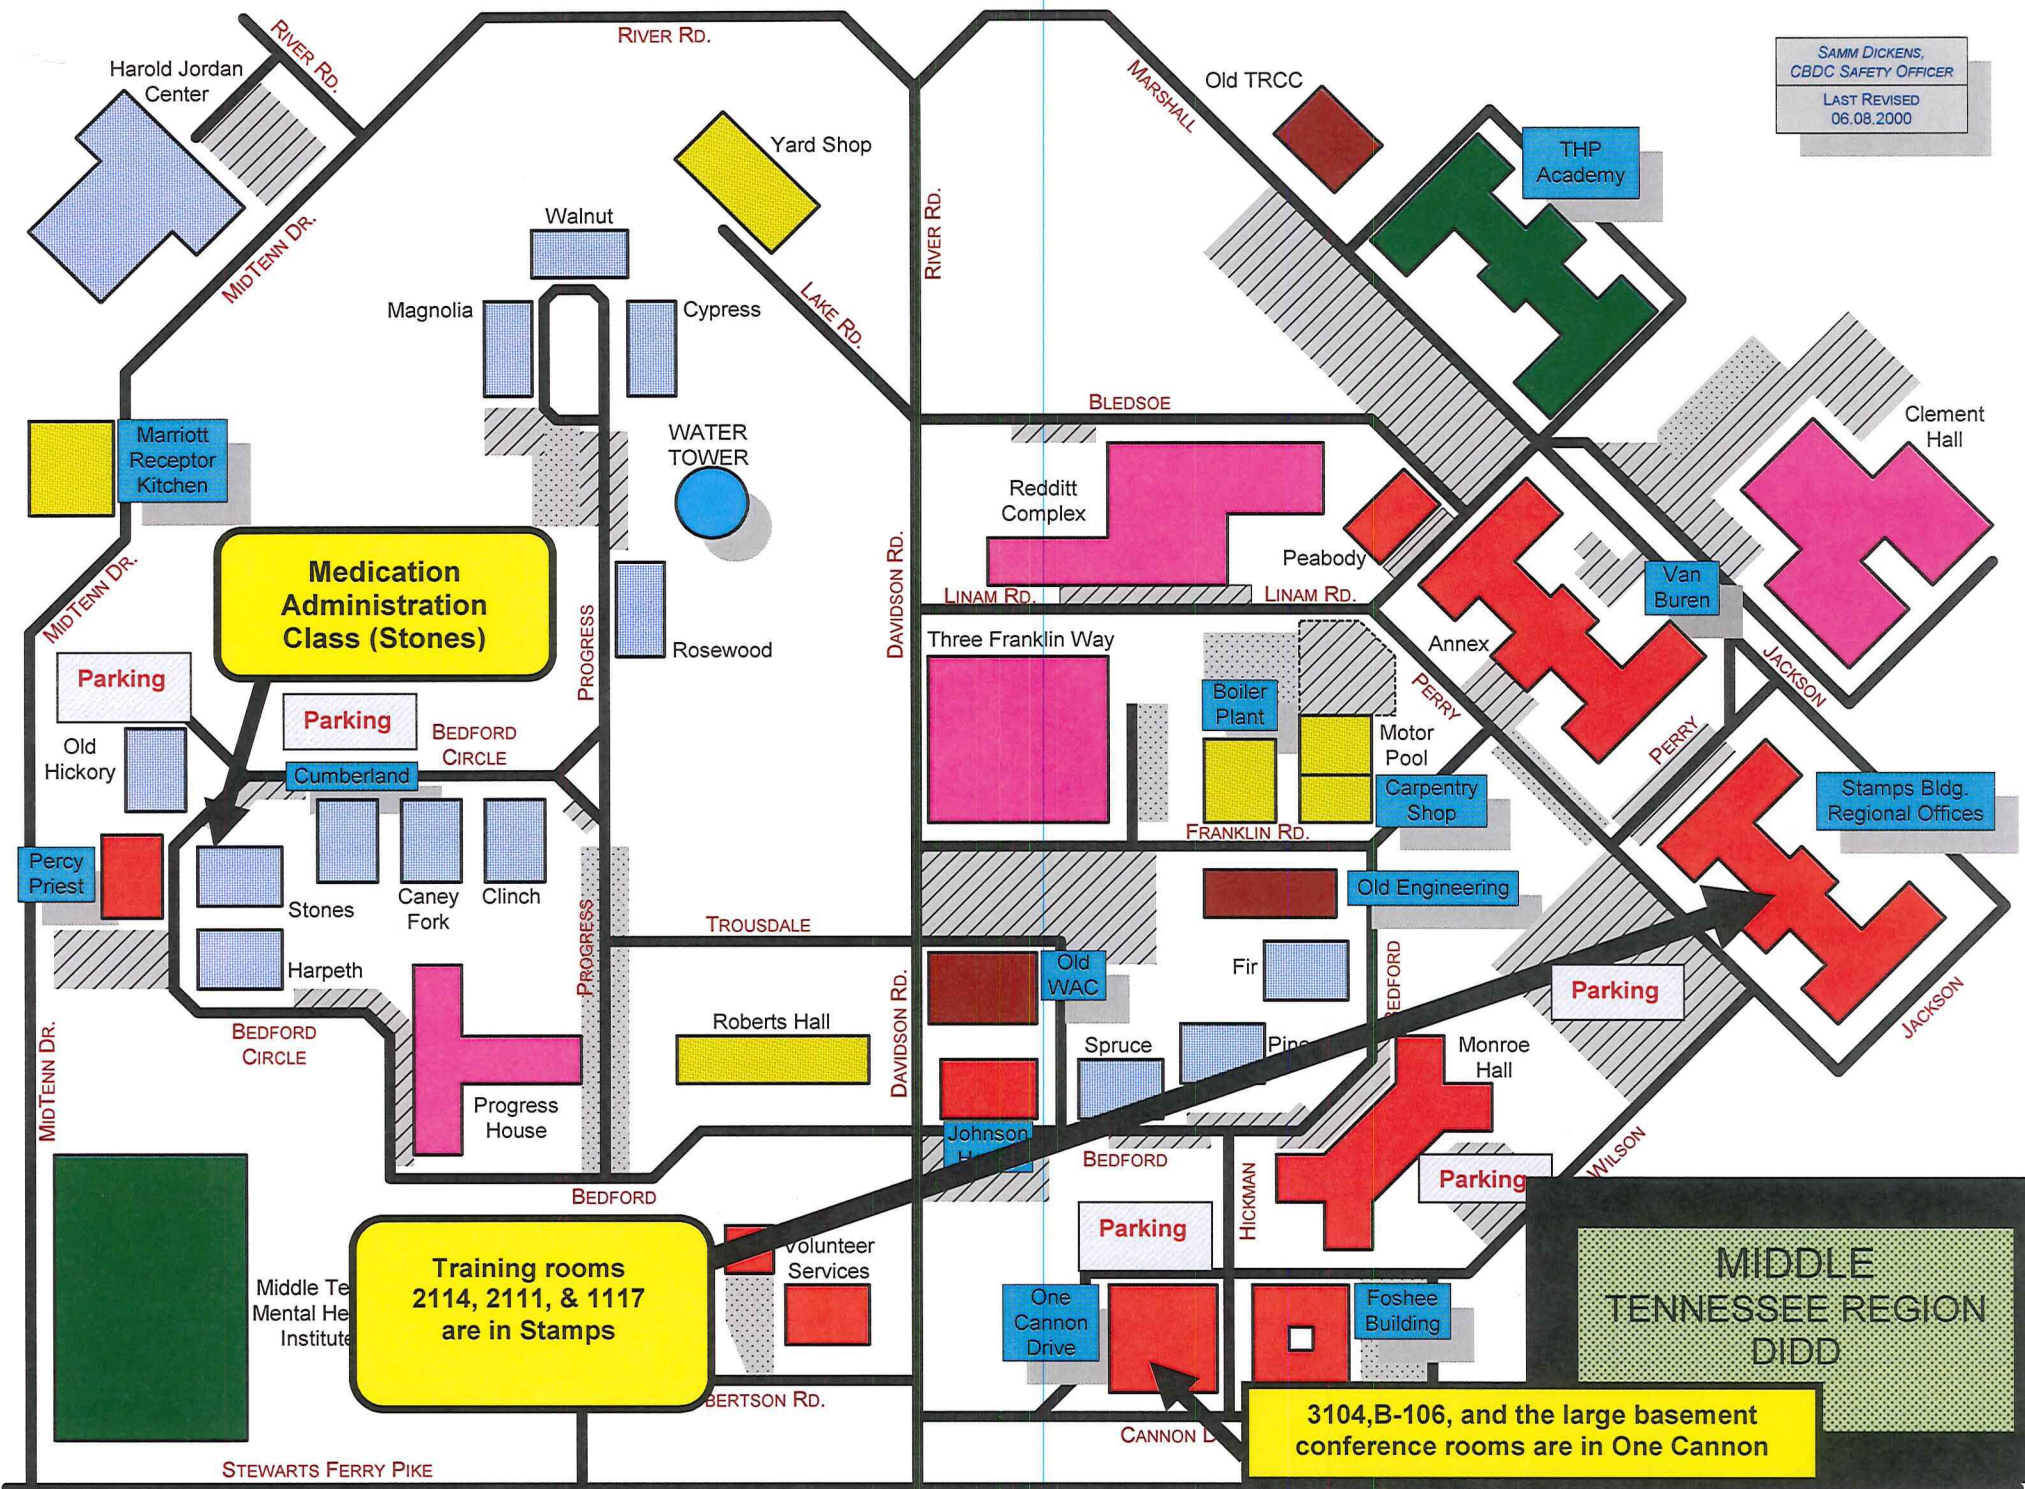 RIVER RD.
RIVER RD.
SAMM DICKENS,
CBDC SAFETY OFFICER
LAST REVISED
06.08.2000
Harold Jordan
Center
MARSHALL
Old TRCC
THP
Academy
Yard Shop
RIVER RD.
Walnut
MIDTENN DR.
Magnolia
Cypress
LAKE RD.
BLEDSOE
Clement
Hall
Marriott
Receptor
Kitchen
WATER
TOWER
Redditt
Complex
Peabody
MIDTENN DR.
Medication
Administration
Class (Stones)
DAVIDSON RD.
LINAM RD.
LINAM RD.
Van
Buren
PROGRESS
Rosewood
Three Franklin Way
Annex
JACKSON
Parking
Parking
Boiler
Plant
PERRY
PERRY
Motor
Pool
Old
Hickory
BEDFORD
CIRCLE
Cumberland
Carpentry
Shop
Stamps Bldg.
Regional Offices
FRANKLIN RD.
Percy
Priest
Stones
Caney
Fork
Clinch
Old Engineering
PROGRESS
TROUSDALE
Harpeth
Old
WAC
Fir
BEDFORD
Parking
JACKSON
BEDFORD
CIRCLE
MIDTENN DR.
Roberts Hall
DAVIDSON RD.
Spruce
Monroe
Hall
Progress
House
Johnson
BEDFORD
BEDFORD
HICKMAN
Parking
WILSON
Parking
Volunteer
Services
Training rooms
2114, 2111, & 1117
are in Stamps
Middle Te
Mental He
Institute
One
Cannon
Drive
Foshee
Building
MIDDLE
TENNESSEE REGION
DIDD
BERTSON RD.
CANNON
3104,B-106, and the large basement
conference rooms are in One Cannon
STEWARTS FERRY PIKE